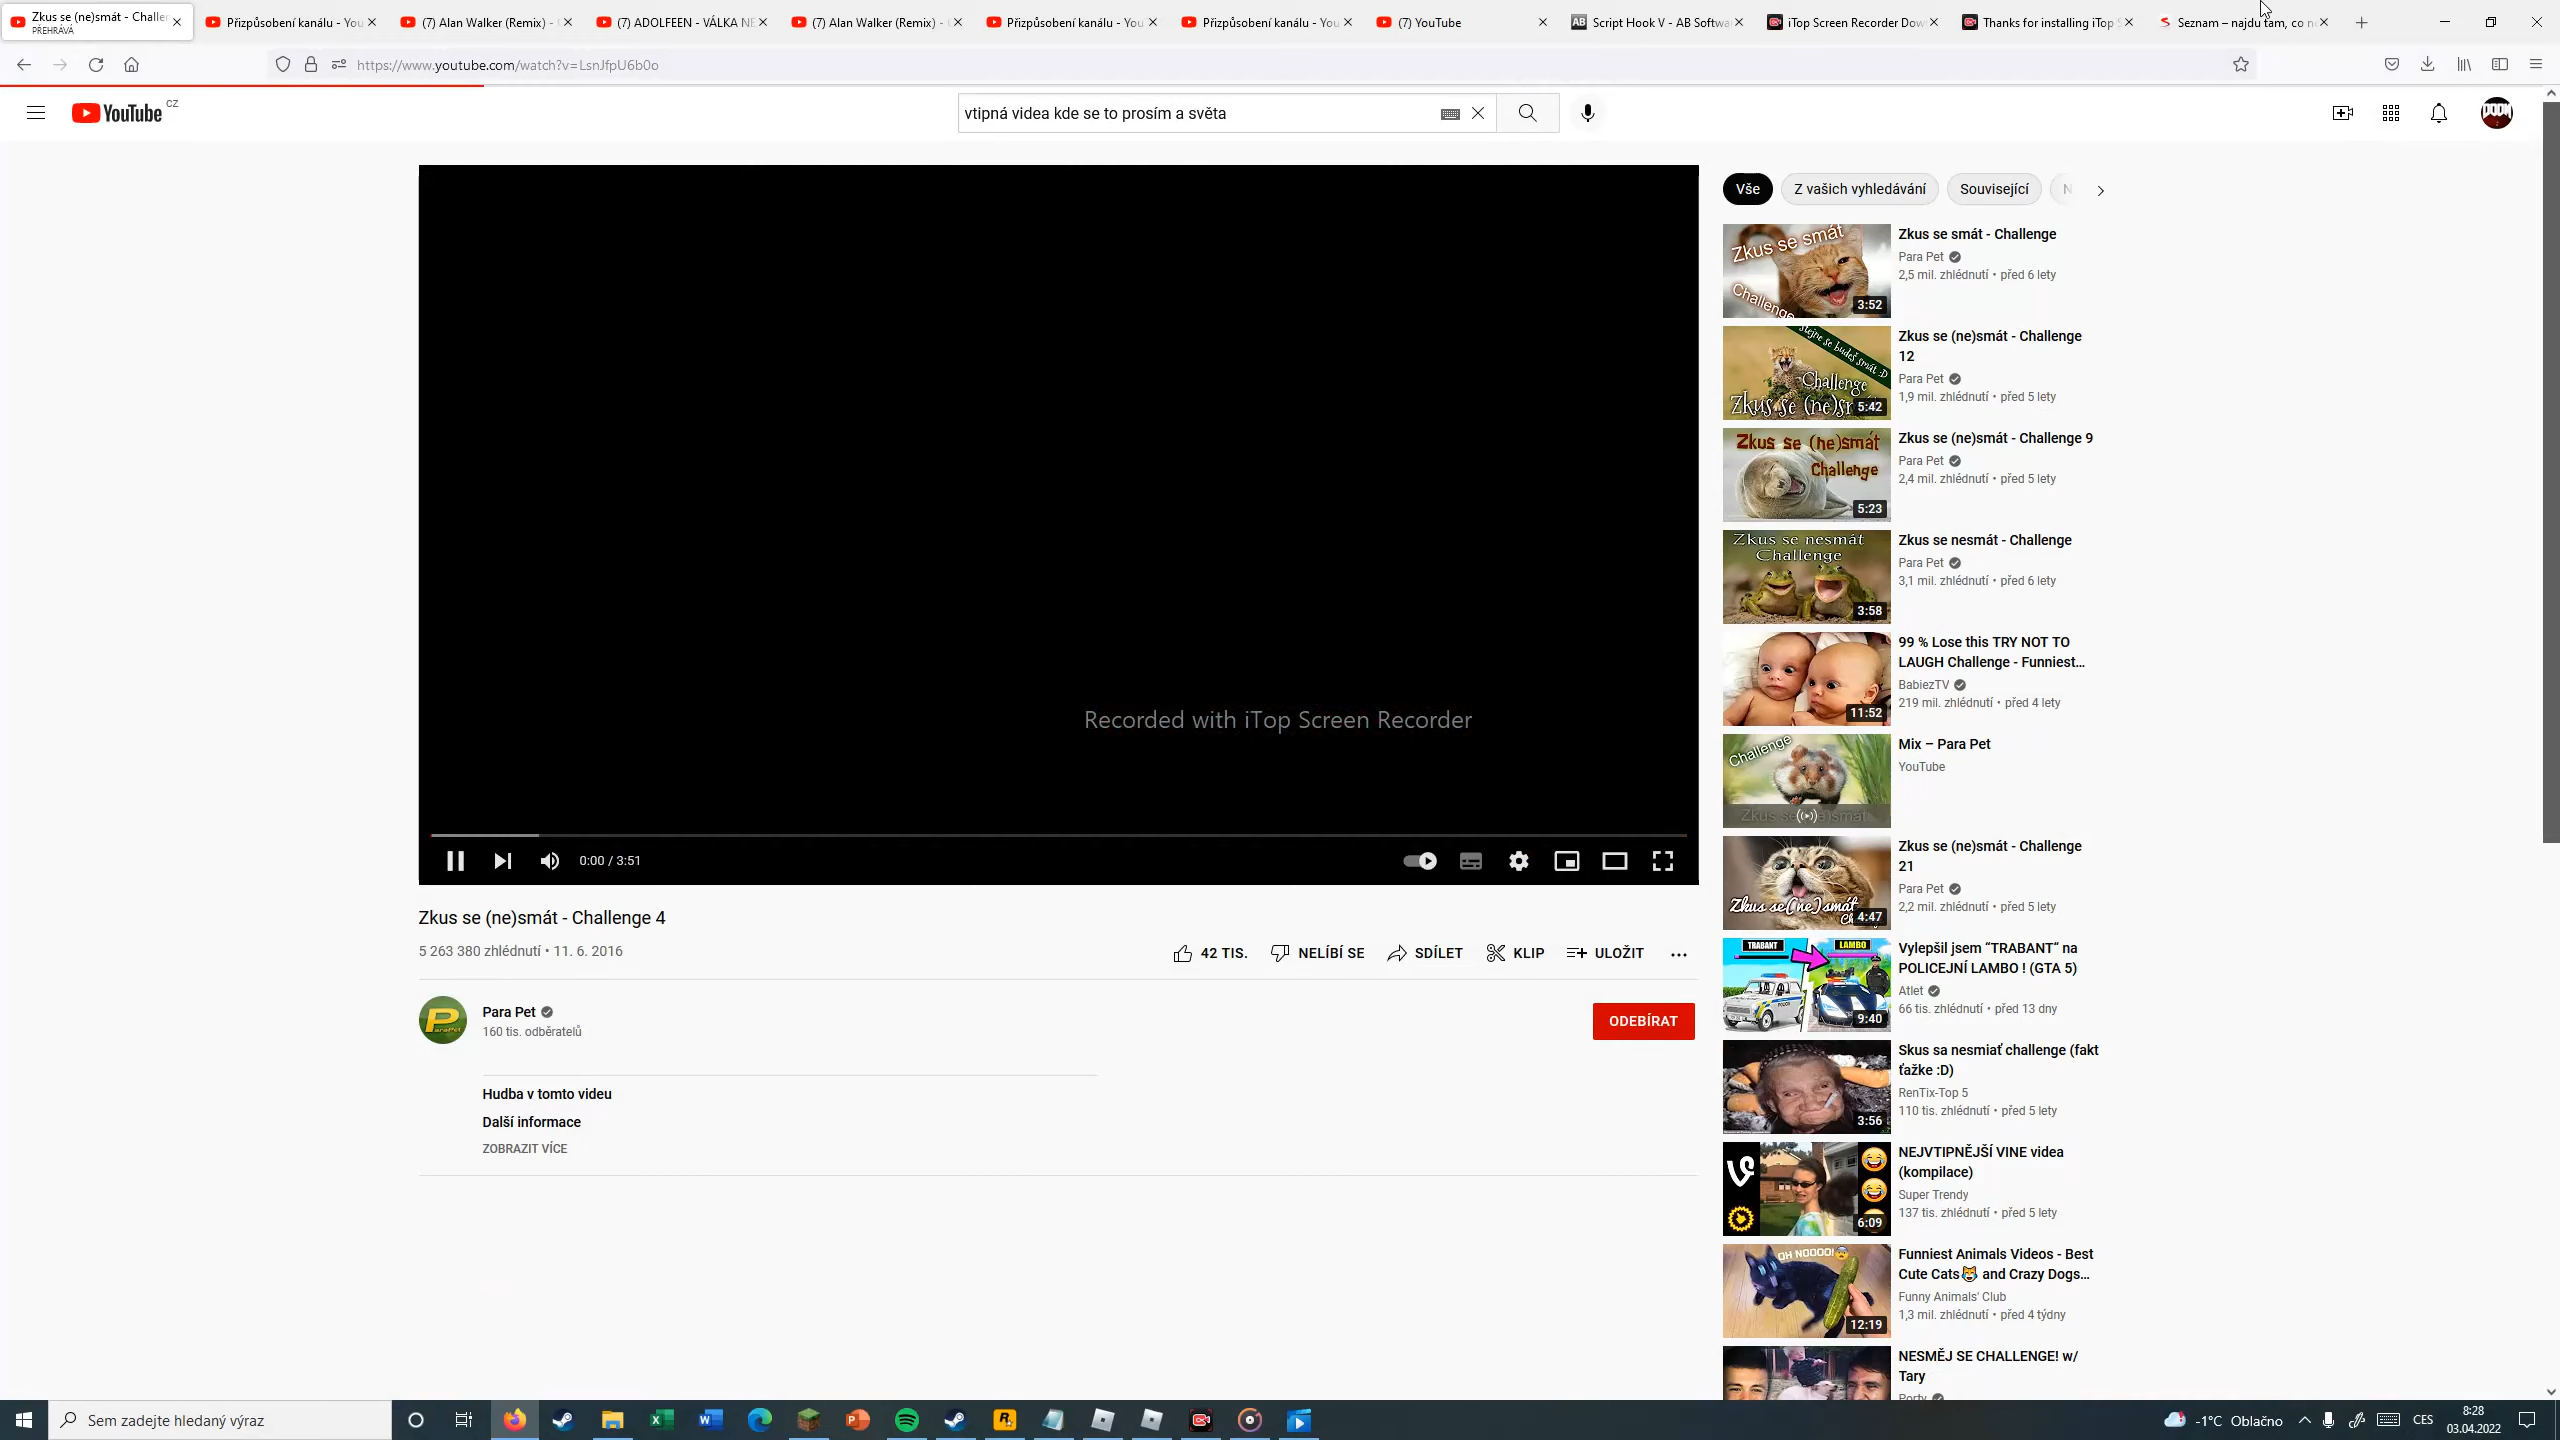 Zkus se (ne)smát - Challen
PŘEHRÁVÁ
Přizpůsobení kanálu - You
(7) Alan Walker (Remix) -
(7) ADOLFEEN - VÁLKA NE
(7) Alan Walker (Remix) -
Přizpůsobení kanálu - You
Přizpůsobení kanálu - You
(7) YouTube
Script Hook V - AB Softwa
iTop Screen Recorder Dow
Thanks for installing iTop S
Seznam – najdu tam, co n
https://www.youtube.com/watch?v=LsnJfpU6b0o
YouTube CZ
vtipná videa kde se to prosím a světa
DOOM
Recorded with iTop Screen Recorder
0:00 / 3:51
Zkus se (ne)smát - Challenge 4
5 263 380 zhlédnutí • 11. 6. 2016
42 TIS.
NELÍBÍ SE
SDÍLET
KLIP
ULOŽIT
Para Pet
160 tis. odběratelů
ODEBÍRAT
Hudba v tomto videu
Další informace
ZOBRAZIT VÍCE
Vše
Z vašich vyhledávání
Související
Zkus se smát
Challenge
3:52
Zkus se smát - Challenge
Para Pet
2,5 mil. zhlédnutí • před 6 lety
stejne se budeš smát :D
Challenge
Zkus se (ne)sm
5:42
Zkus se (ne)smát - Challenge
12
Para Pet
1,9 mil. zhlédnutí • před 5 lety
Zkus se (ne)smát
Challenge
5:23
Zkus se (ne)smát - Challenge 9
Para Pet
2,4 mil. zhlédnutí • před 5 lety
Zkus se nesmát
Challenge
3:58
Zkus se nesmát - Challenge
Para Pet
3,1 mil. zhlédnutí • před 6 lety
11:52
99 % Lose this TRY NOT TO
LAUGH Challenge - Funniest...
BabiezTV
219 mil. zhlédnutí • před 4 lety
Challenge
Mix – Para Pet
YouTube
Zkus se(ne)smát
4:47
Zkus se (ne)smát - Challenge
21
Para Pet
2,2 mil. zhlédnutí • před 5 lety
TRABANT
LAMBO
9:40
Vylepšil jsem “TRABANT“ na
POLICEJNÍ LAMBO ! (GTA 5)
Atlet
66 tis. zhlédnutí • před 13 dny
3:56
Skus sa nesmiať challenge (fakt
ťažke :D)
RenTix-Top 5
110 tis. zhlédnutí • před 5 lety
6:09
NEJVTIPNĚJŠÍ VINE videa
(kompilace)
Super Trendy
137 tis. zhlédnutí • před 5 lety
OH NOOOO!
12:19
Funniest Animals Videos - Best
Cute Cats😹 and Crazy Dogs...
Funny Animals' Club
1,3 mil. zhlédnutí • před 4 týdny
NESMĚJ SE CHALLENGE! w/
Tary
Sem zadejte hledaný výraz
-1°C Oblačno
CES
8:28
03.04.2022